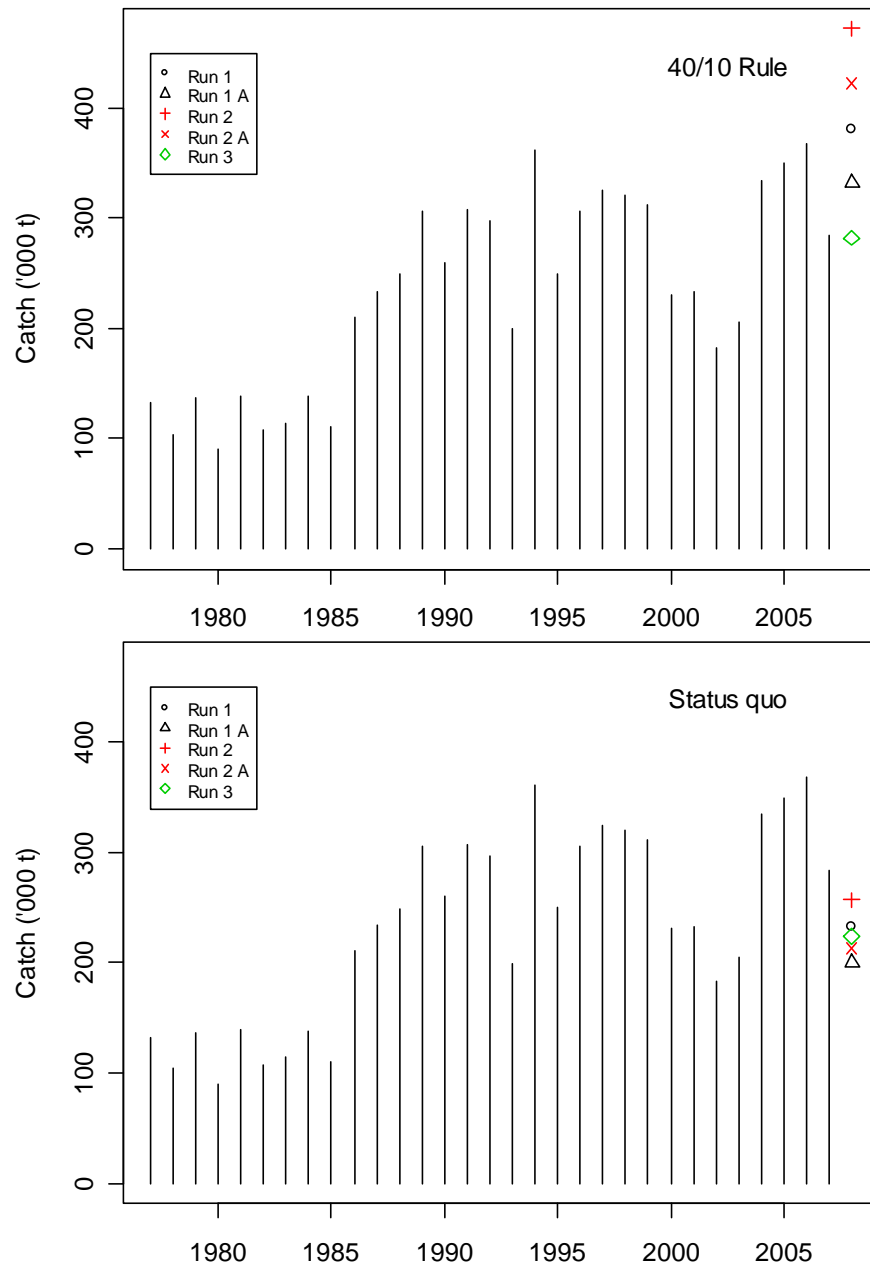 40/10 Rule
Run 1
Run 1 A
Run 2
Run 2 A
Run 3
Catch ('000 t)
400
300
200
100
0
1980 1985 1990 1995 2000 2005
Status quo
Run 1
Run 1 A
Run 2
Run 2 A
Run 3
Catch ('000 t)
400
300
200
100
0
1980 1985 1990 1995 2000 2005